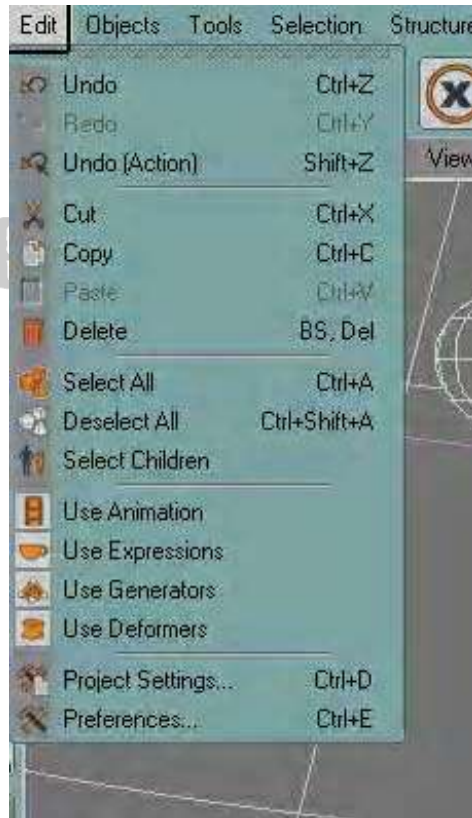 Edit Objects Tools Selection Structure
Undo Ctrl+Z
Redo Ctrl+Y
Undo (Action) Shift+Z
View
Cut Ctrl+X
Copy Ctrl+C
Paste Ctrl+V
Delete BS, Del
Select All Ctrl+A
Deselect All Ctrl+Shift+A
Select Children
Use Animation
Use Expressions
Use Generators
Use Deformers
Project Settings... Ctrl+D
Preferences... Ctrl+E